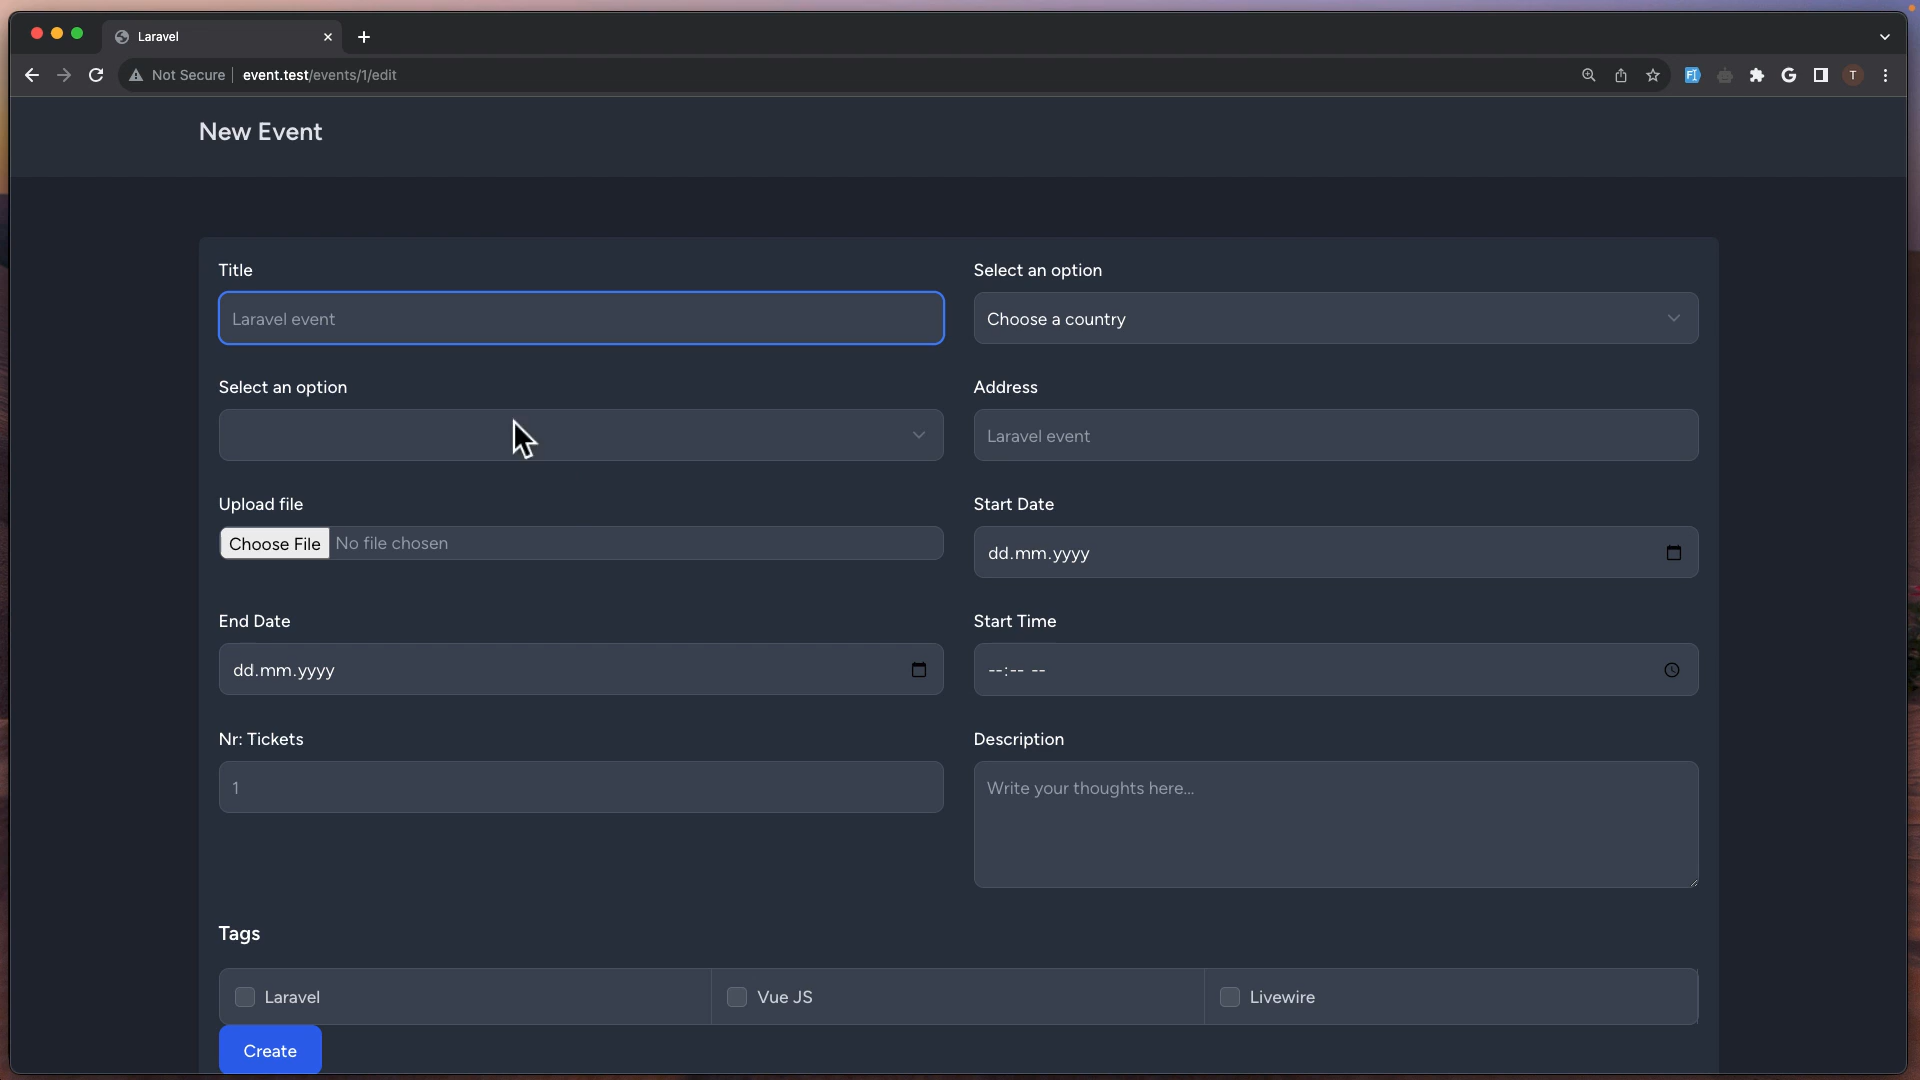 Laravel
Not Secure event.test/events/1/edit
T
New Event
Title
Laravel event
Select an option
Choose a country
Select an option
Address
Laravel event
Upload file
Choose File No file chosen
Start Date
dd.mm.yyyy
End Date
dd.mm.yyyy
Start Time
--:-- --
Nr: Tickets
1
Description
Write your thoughts here...
Tags
Laravel
Vue JS
Livewire
Create